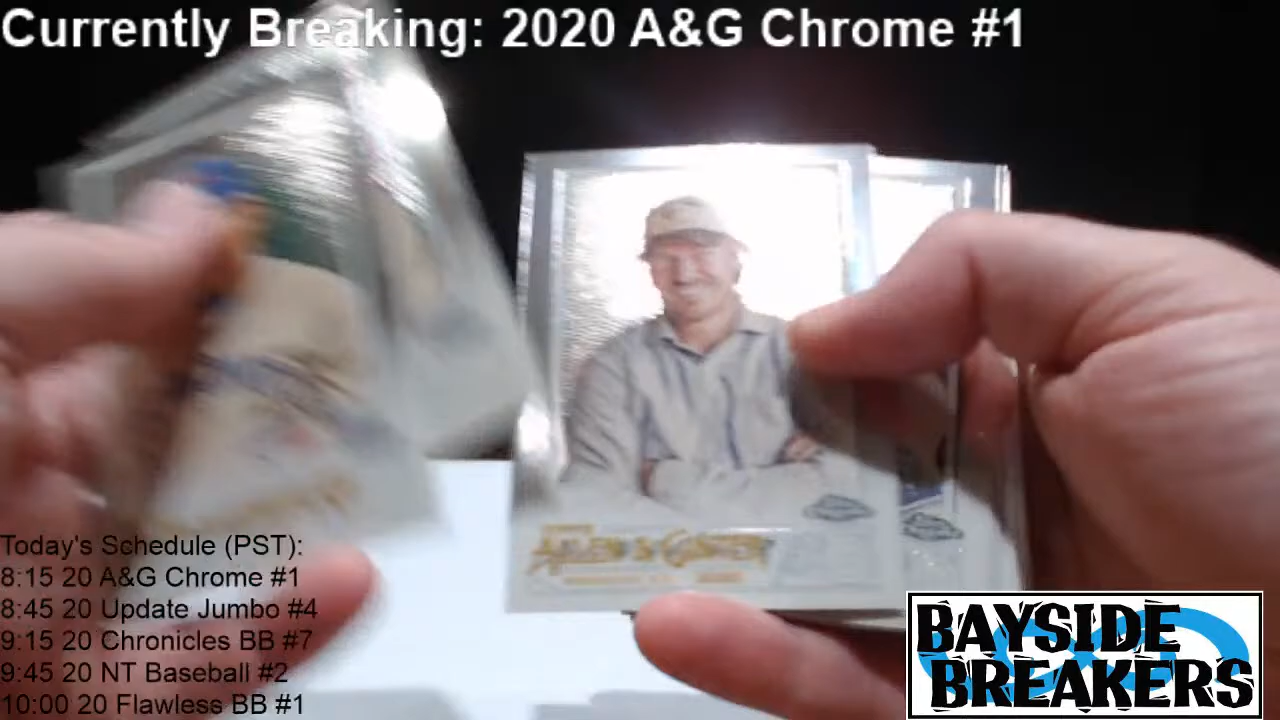 Currently Breaking: 2020 A&G Chrome #1
ALLEN & GINTER
Today's Schedule (PST):
8:15 20 A&G Chrome #1
8:45 20 Update Jumbo #4
9:15 20 Chronicles BB #7
9:45 20 NT Baseball #2
10:00 20 Flawless BB #1
BAYSIDE
BREAKERS